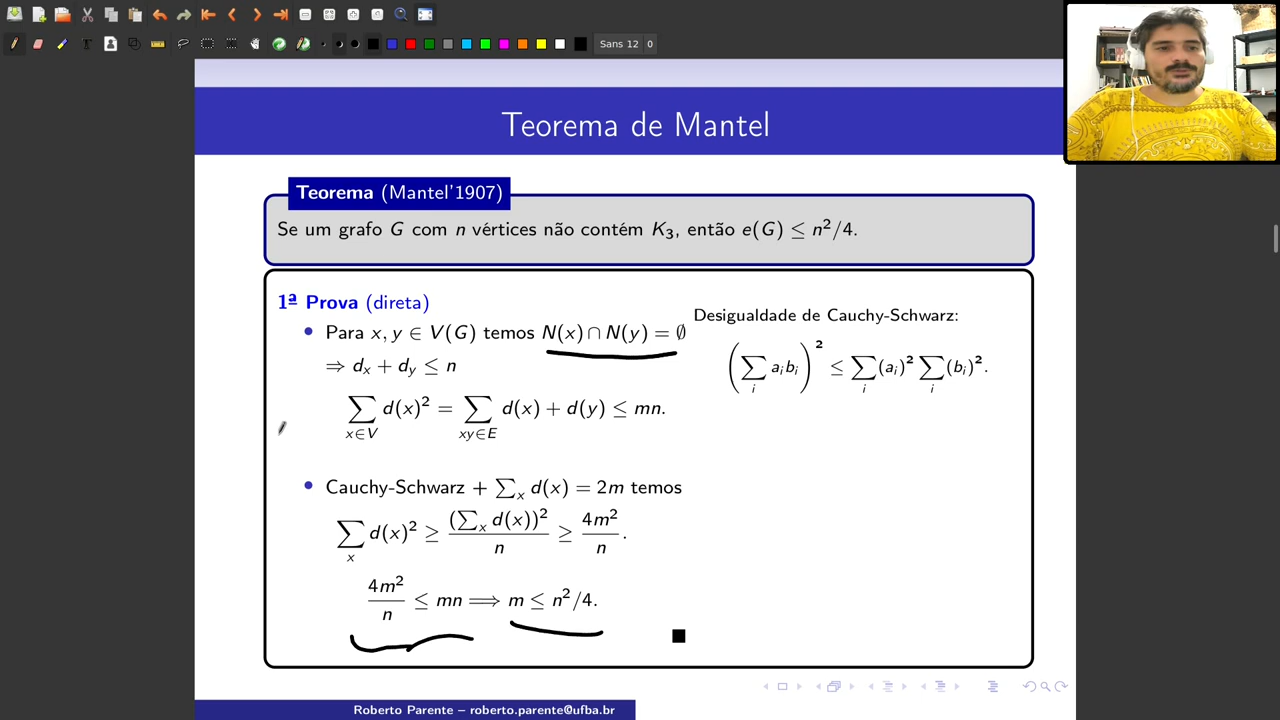 Sans 12 0
Teorema de Mantel
Teorema (Mantel'1907)
Se um grafo G com n vértices não contém K₃, então e(G) ≤ n²/4.
1ª Prova (direta)
• Para x, y ∈ V(G) temos N(x) ∩ N(y) = ∅
⇒ dₓ + d_y ≤ n
∑_{x∈V} d(x)² = ∑_{xy∈E} d(x) + d(y) ≤ mn.
• Cauchy-Schwarz + ∑ₓ d(x) = 2m temos
∑ₓ d(x)² ≥ (∑ₓ d(x))²/n ≥ 4m²/n.
4m²/n ≤ mn ⟹ m ≤ n²/4.
■
Desigualdade de Cauchy-Schwarz:
(∑ᵢ aᵢbᵢ)² ≤ ∑ᵢ(aᵢ)² ∑ᵢ(bᵢ)².
Roberto Parente – roberto.parente@ufba.br